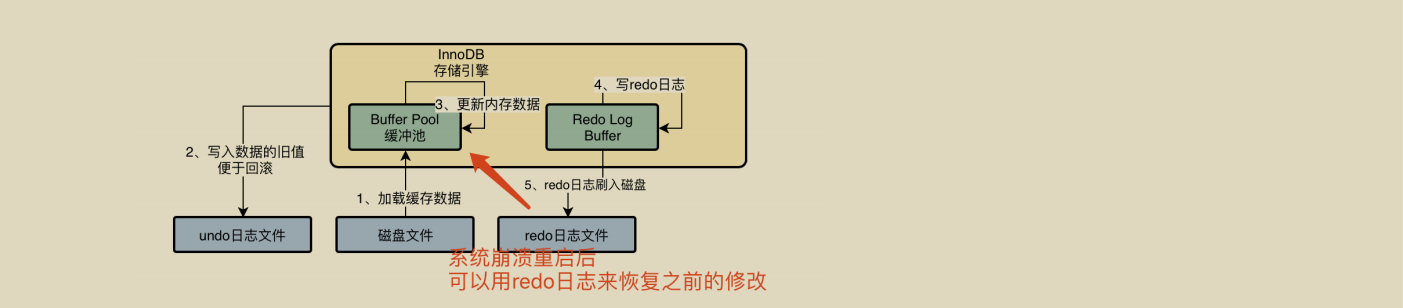 InnoDB
存储引擎
4、写redo日志
3、更新内存数据
Buffer Pool
缓冲池
Redo Log
Buffer
2、写入数据的旧值
便于回滚
5、redo日志刷入磁盘
1、加载缓存数据
undo日志文件
磁盘文件
redo日志文件
系统崩溃重启后
可以用redo日志来恢复之前的修改